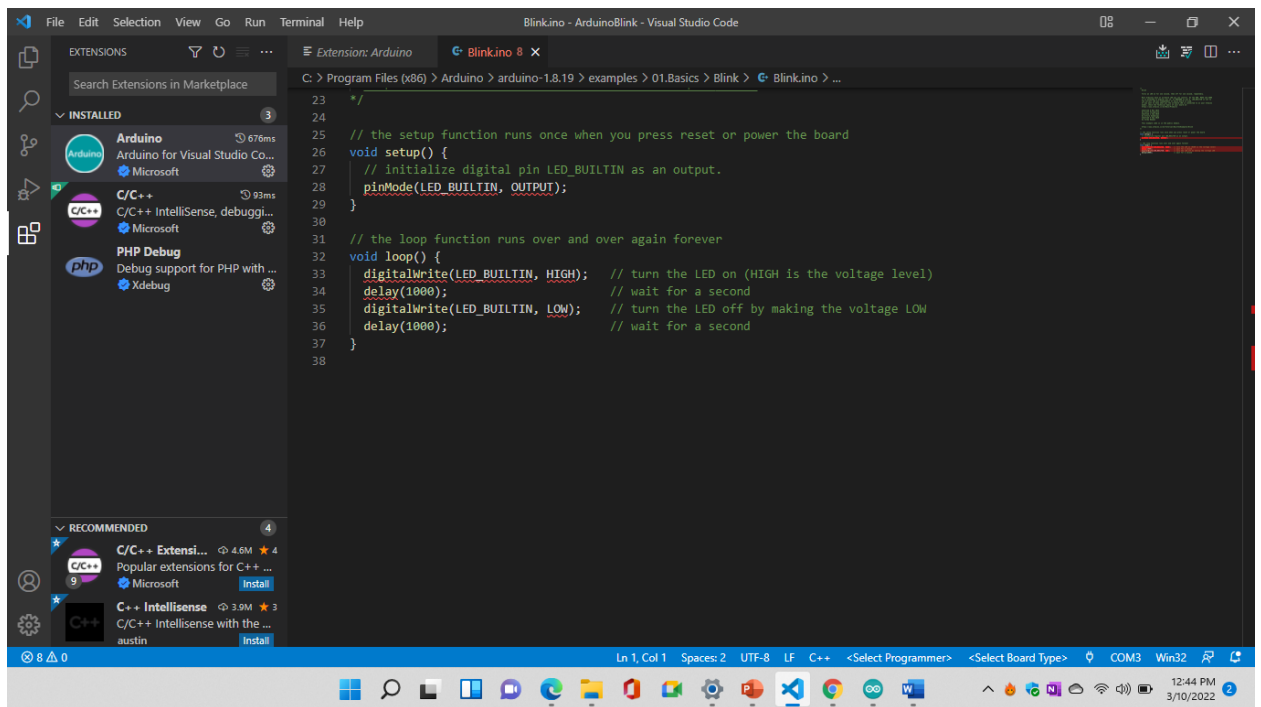 File Edit Selection View Go Run Terminal Help
Blink.ino - ArduinoBlink - Visual Studio Code
EXTENSIONS
Search Extensions in Marketplace
INSTALLED 3
Arduino
Arduino 676ms
Arduino for Visual Studio Co...
Microsoft
C/C++
C/C++ 93ms
C/C++ IntelliSense, debuggi...
Microsoft
php
PHP Debug
Debug support for PHP with ...
Xdebug
RECOMMENDED 4
C/C++
9
C/C++ Extensi... 4.6M ★ 4
Popular extensions for C++ ...
Microsoft Install
C++
C++ Intellisense 3.9M ★ 3
C/C++ Intellisense with the ...
austin Install
Extension: Arduino
Blink.ino 8
C: > Program Files (x86) > Arduino > arduino-1.8.19 > examples > 01.Basics > Blink > Blink.ino > ...
23 */
24
25 // the setup function runs once when you press reset or power the board
26 void setup() {
27 // initialize digital pin LED_BUILTIN as an output.
28 pinMode(LED_BUILTIN, OUTPUT);
29 }
30
31 // the loop function runs over and over again forever
32 void loop() {
33 digitalWrite(LED_BUILTIN, HIGH); // turn the LED on (HIGH is the voltage level)
34 delay(1000); // wait for a second
35 digitalWrite(LED_BUILTIN, LOW); // turn the LED off by making the voltage LOW
36 delay(1000); // wait for a second
37 }
38
8 0
Ln 1, Col 1 Spaces: 2 UTF-8 LF C++ <Select Programmer> <Select Board Type> COM3 Win32
12:44 PM
3/10/2022
2